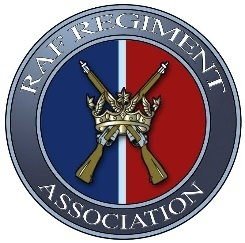 RAF REGIMENT
ASSOCIATION